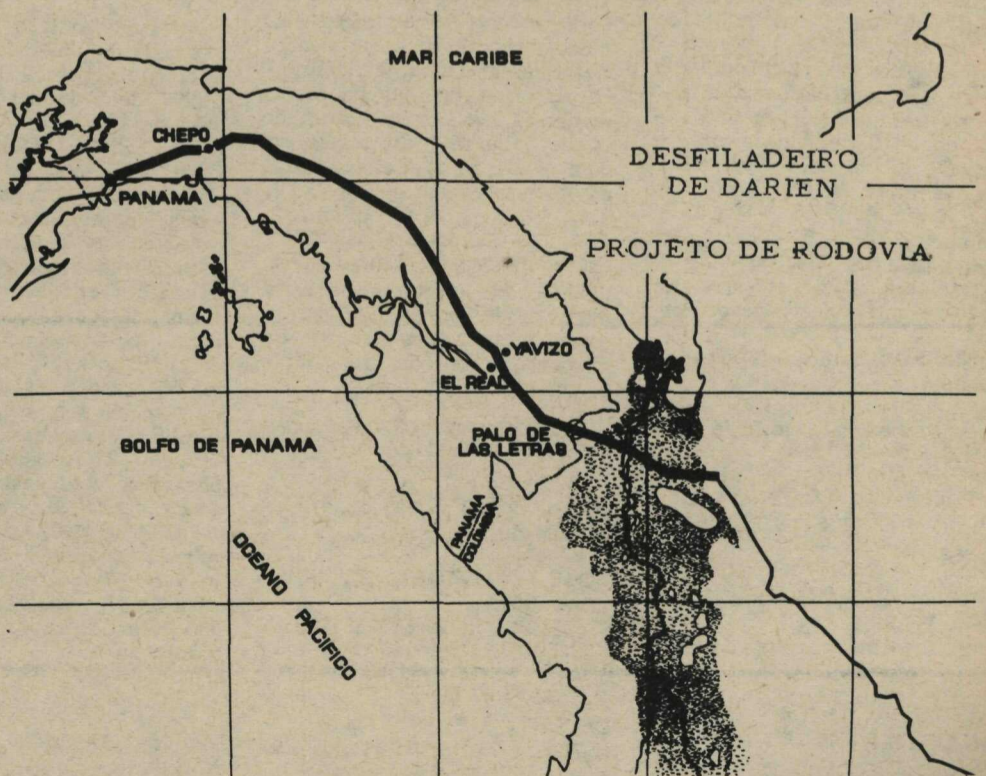 MAR CARIBE
CHEPO
DESFILADEIRO
DE DARIEN
PANAMA
PROJETO DE RODOVIA
YAVIZO
EL REAL
PALO DE
LAS LETRAS
GOLFO DE PANAMA
PANAMA
COLOMBIA
OCEANO PACIFICO